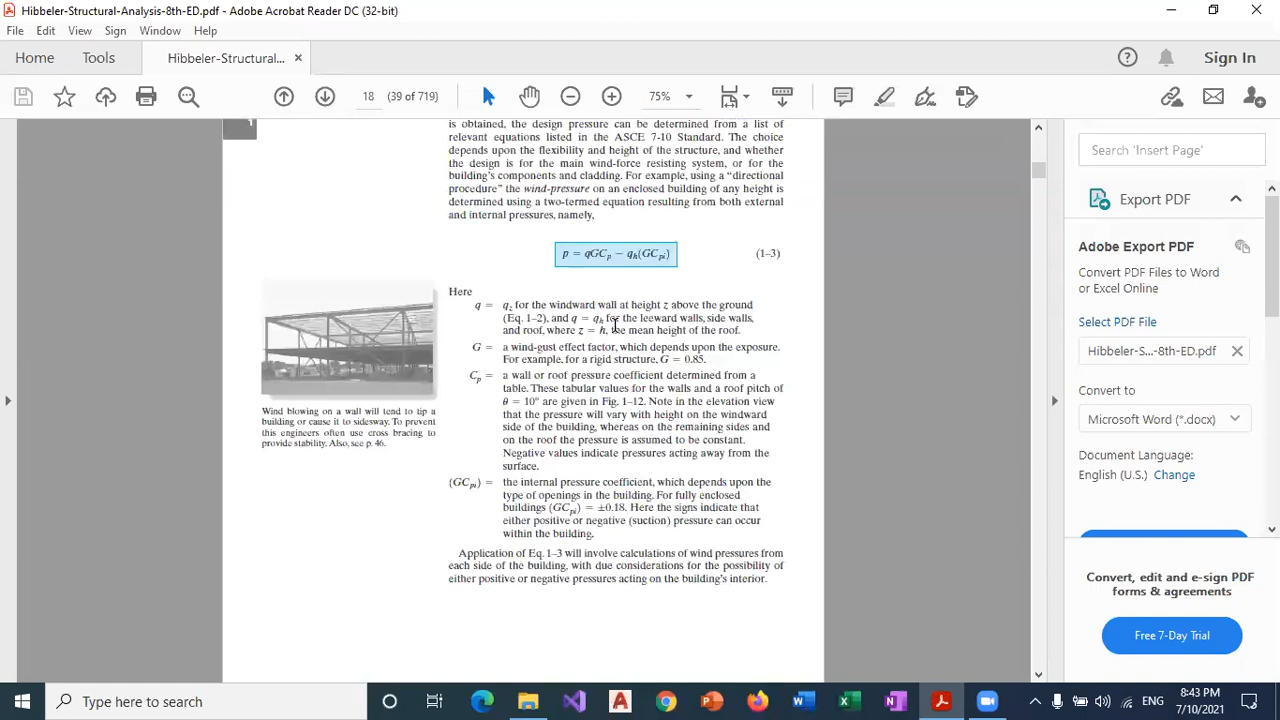 Hibbeler-Structural-Analysis-8th-ED.pdf - Adobe Acrobat Reader DC (32-bit)
File Edit View Sign Window Help
Home Tools Hibbeler-Structural... ×
Sign In
18 (39 of 719) 75%
is obtained, the design pressure can be determined from a list of
relevant equations listed in the ASCE 7-10 Standard. The choice
depends upon the flexibility and height of the structure, and whether
the design is for the main wind-force resisting system, or for the
building's components and cladding. For example, using a "directional
procedure" the wind-pressure on an enclosed building of any height is
determined using a two-termed equation resulting from both external
and internal pressures, namely,
p = qGCp − qh(GCpi) (1–3)
Here
q = qz for the windward wall at height z above the ground
(Eq. 1–2), and q = qh for the leeward walls, side walls,
and roof, where z = h, the mean height of the roof.
G = a wind-gust effect factor, which depends upon the exposure.
For example, for a rigid structure, G = 0.85.
Cp = a wall or roof pressure coefficient determined from a
table. These tabular values for the walls and a roof pitch of
θ = 10° are given in Fig. 1–12. Note in the elevation view
that the pressure will vary with height on the windward
side of the building, whereas on the remaining sides and
on the roof the pressure is assumed to be constant.
Negative values indicate pressures acting away from the
surface.
(GCpi) = the internal pressure coefficient, which depends upon the
type of openings in the building. For fully enclosed
buildings (GCpi) = ±0.18. Here the signs indicate that
either positive or negative (suction) pressure can occur
within the building.
Application of Eq. 1–3 will involve calculations of wind pressures from
each side of the building, with due considerations for the possibility of
either positive or negative pressures acting on the building's interior.
Wind blowing on a wall will tend to tip a
building or cause it to sidesway. To prevent
this engineers often use cross bracing to
provide stability. Also, see p. 46.
Search 'Insert Page'
Export PDF
Adobe Export PDF
Convert PDF Files to Word
or Excel Online
Select PDF File
Hibbeler-S...-8th-ED.pdf
Convert to
Microsoft Word (*.docx)
Document Language:
English (U.S.) Change
Convert, edit and e-sign PDF
forms & agreements
Free 7-Day Trial
Type here to search
ENG
8:43 PM
7/10/2021